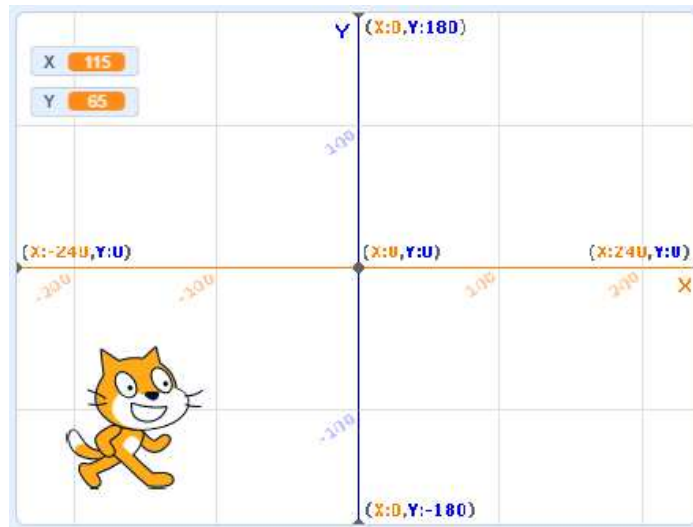 Y (X:0,Y:180)
X 115
Y 65
100
(X:-240,Y:0) (X:0,Y:0) (X:240,Y:0)
-200 -100 100 200 X
-100
(X:0,Y:-180)